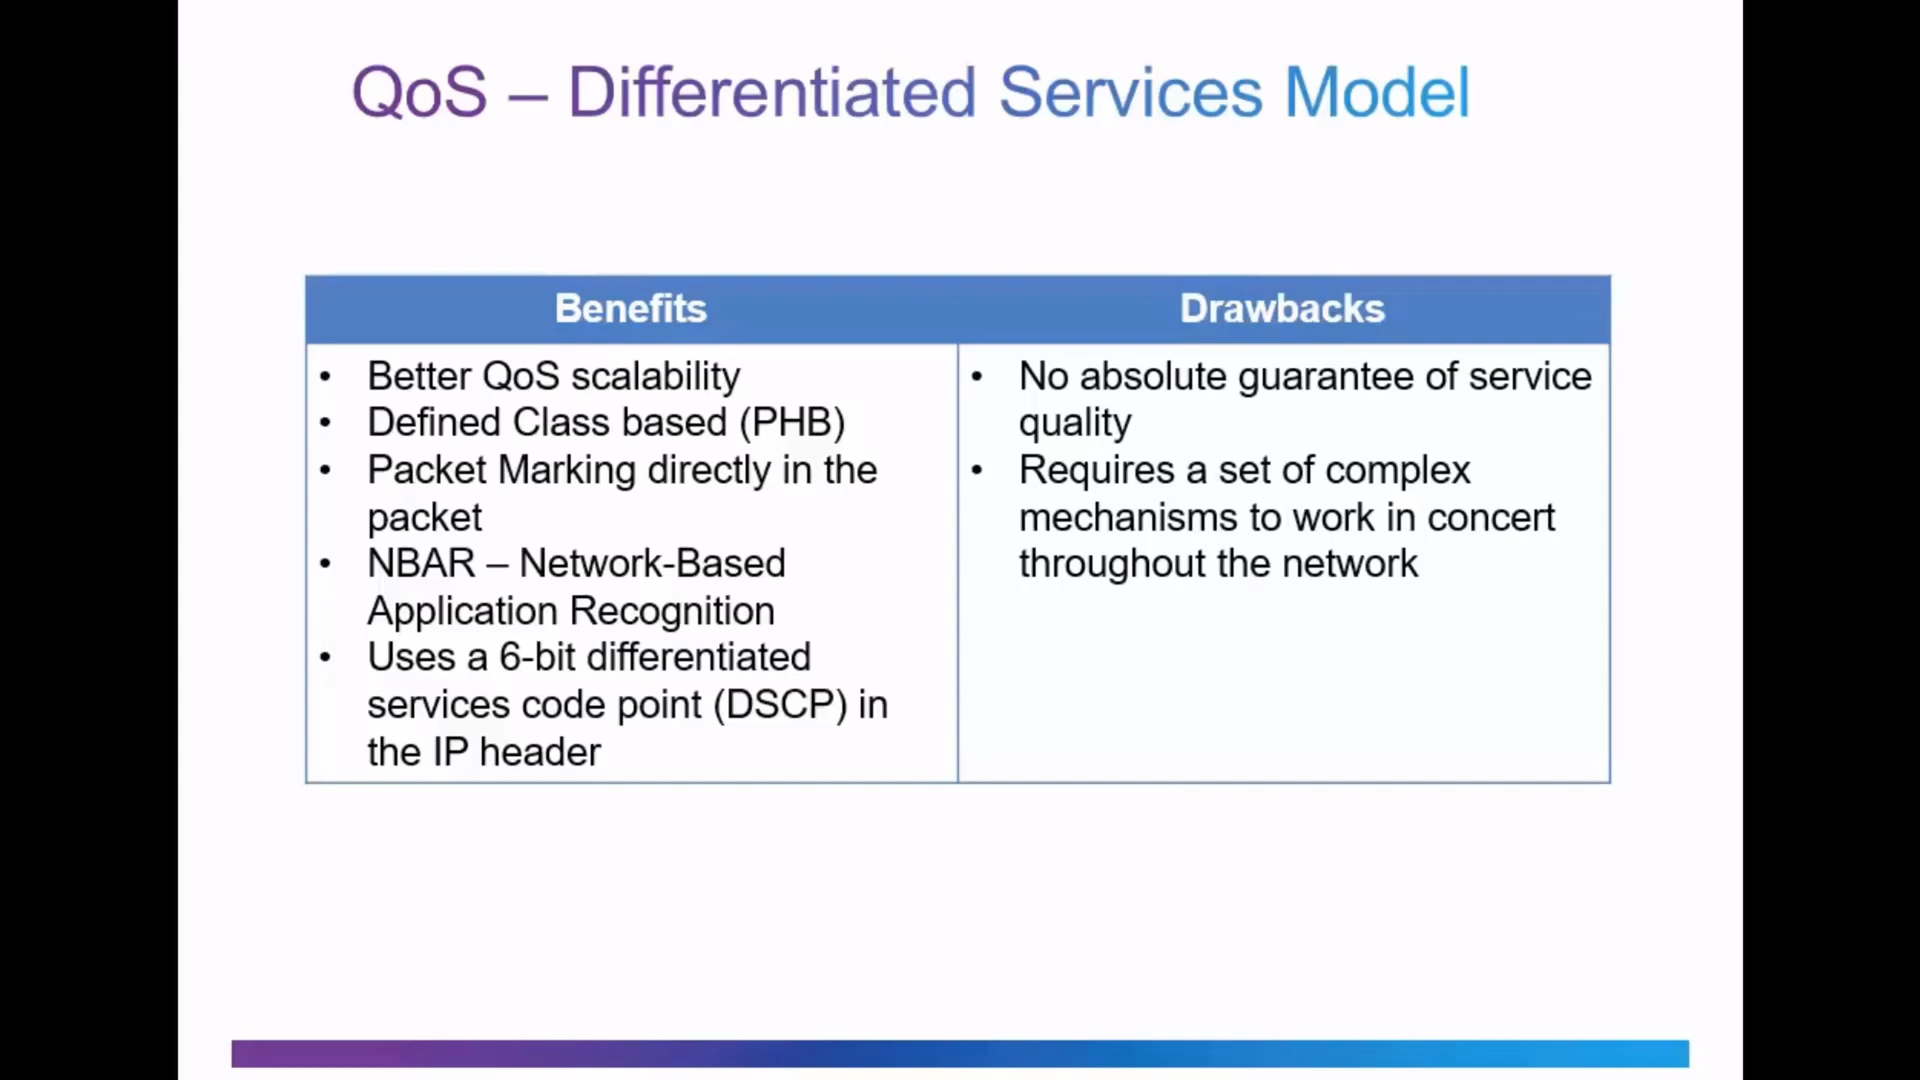 QoS – Differentiated Services Model
Benefits
• Better QoS scalability
• Defined Class based (PHB)
• Packet Marking directly in the
packet
• NBAR – Network-Based
Application Recognition
• Uses a 6-bit differentiated
services code point (DSCP) in
the IP header
Drawbacks
• No absolute guarantee of service
quality
• Requires a set of complex
mechanisms to work in concert
throughout the network